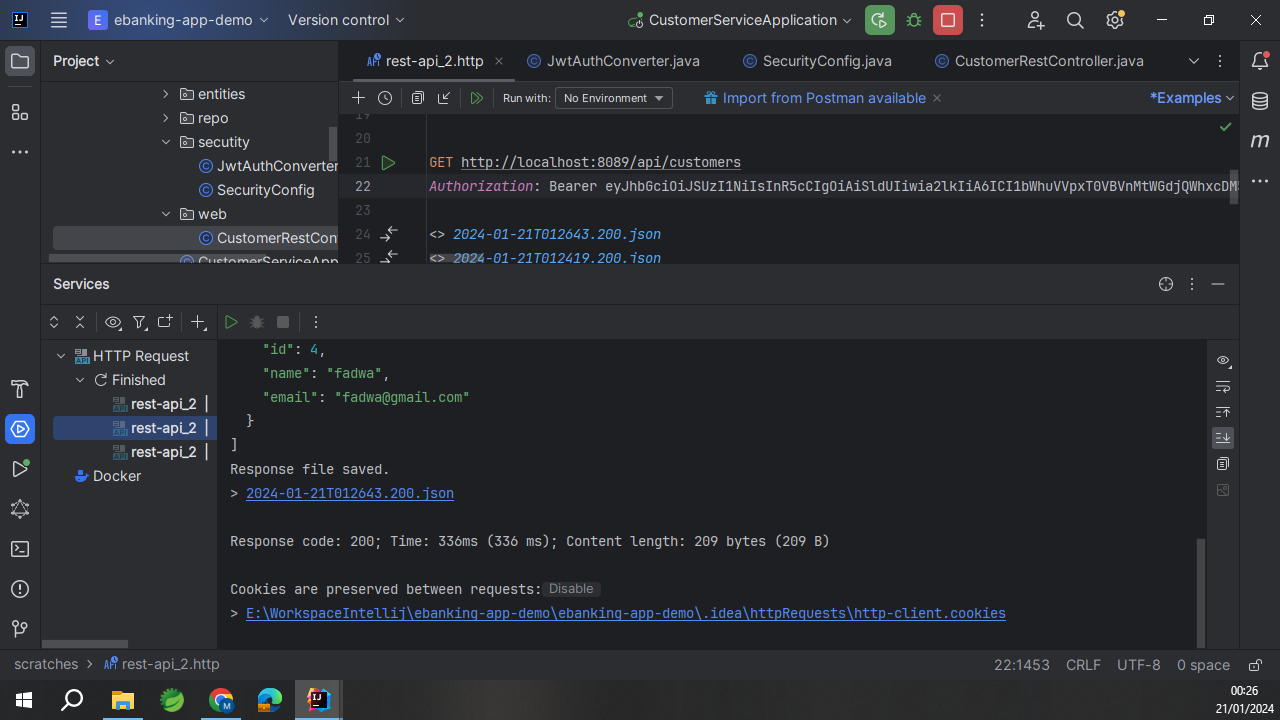 E ebanking-app-demo Version control CustomerServiceApplication
Project
rest-api_2.http JwtAuthConverter.java SecurityConfig.java CustomerRestController.java
Run with: No Environment Import from Postman available *Examples
entities
repo
secutity
JwtAuthConverter
SecurityConfig
web
CustomerRestCont
CustomerServiceApp
19
20
21 GET http://localhost:8089/api/customers
22 Authorization: Bearer
23
24 <> 2024-01-21T012643.200.json
25 <> 2024-01-21T012419.200.json
Services
HTTP Request
Finished
rest-api_2 |
rest-api_2 |
rest-api_2 |
Docker
"id": 4,
"name": "fadwa",
"email": "fadwa@gmail.com"
}
]
Response file saved.
> 2024-01-21T012643.200.json
Response code: 200; Time: 336ms (336 ms); Content length: 209 bytes (209 B)
Cookies are preserved between requests: Disable
> E:\WorkspaceIntellij\ebanking-app-demo\ebanking-app-demo\.idea\httpRequests\http-client.cookies
scratches > rest-api_2.http 22:1453 CRLF UTF-8 0 space
00:26
21/01/2024